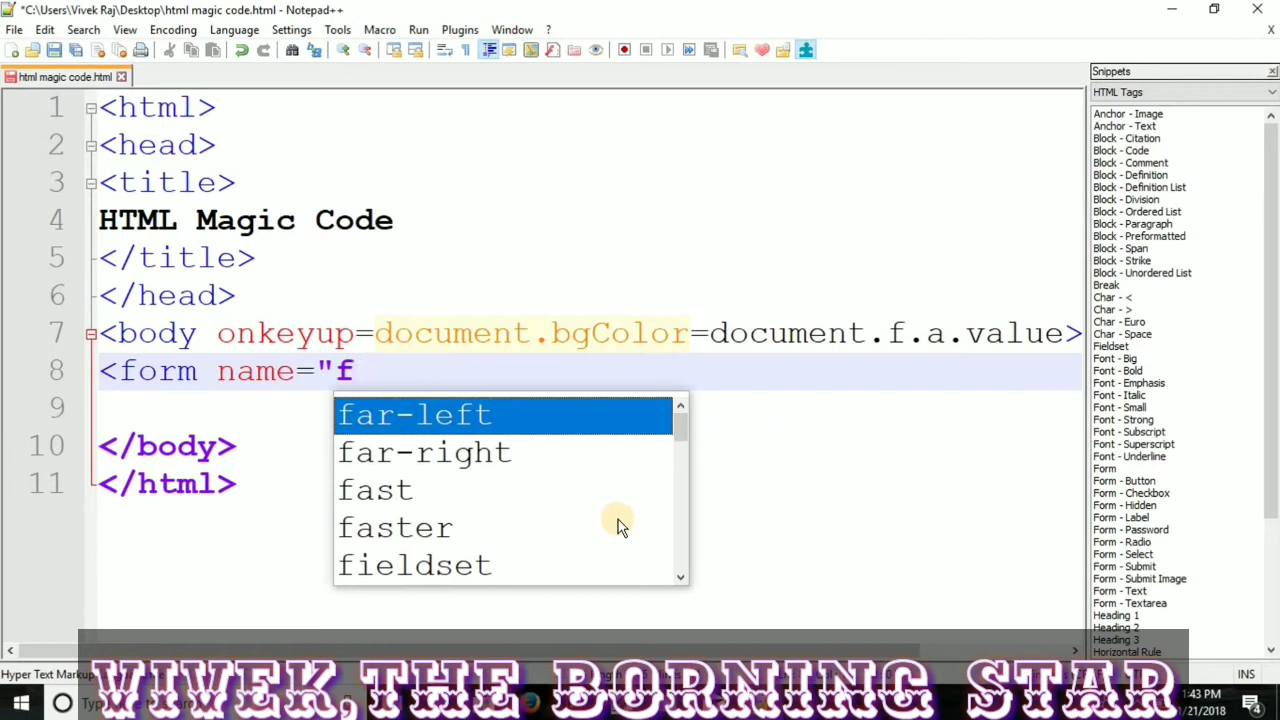 *C:\Users\Vivek Raj\Desktop\html magic code.html - Notepad++
File Edit Search View Encoding Language Settings Tools Macro Run Plugins Window ? X
html magic code.html
Snippets
HTML Tags
1 <html>
2 <head>
3 <title>
4 HTML Magic Code
5 </title>
6 </head>
7 <body onkeyup=document.bgColor=document.f.a.value>
8 <form name="f
9
10 </body>
11 </html>
far-left
far-right
fast
faster
fieldset
Anchor - Image
Anchor - Text
Block - Citation
Block - Code
Block - Comment
Block - Definition
Block - Definition List
Block - Division
Block - Ordered List
Block - Paragraph
Block - Preformatted
Block - Span
Block - Strike
Block - Unordered List
Break
Char - <
Char - >
Char - Euro
Char - Space
Fieldset
Font - Big
Font - Bold
Font - Emphasis
Font - Italic
Font - Small
Font - Strong
Font - Subscript
Font - Superscript
Font - Underline
Form
Form - Button
Form - Checkbox
Form - Hidden
Form - Label
Form - Password
Form - Radio
Form - Select
Form - Submit
Form - Submit Image
Form - Text
Form - Textarea
Heading 1
Heading 2
Heading 3
Horizontal Rule
Hyper Text Marku
INS
VIVEK,THE BORNING STAR
1:43 PM
1/21/2018
4